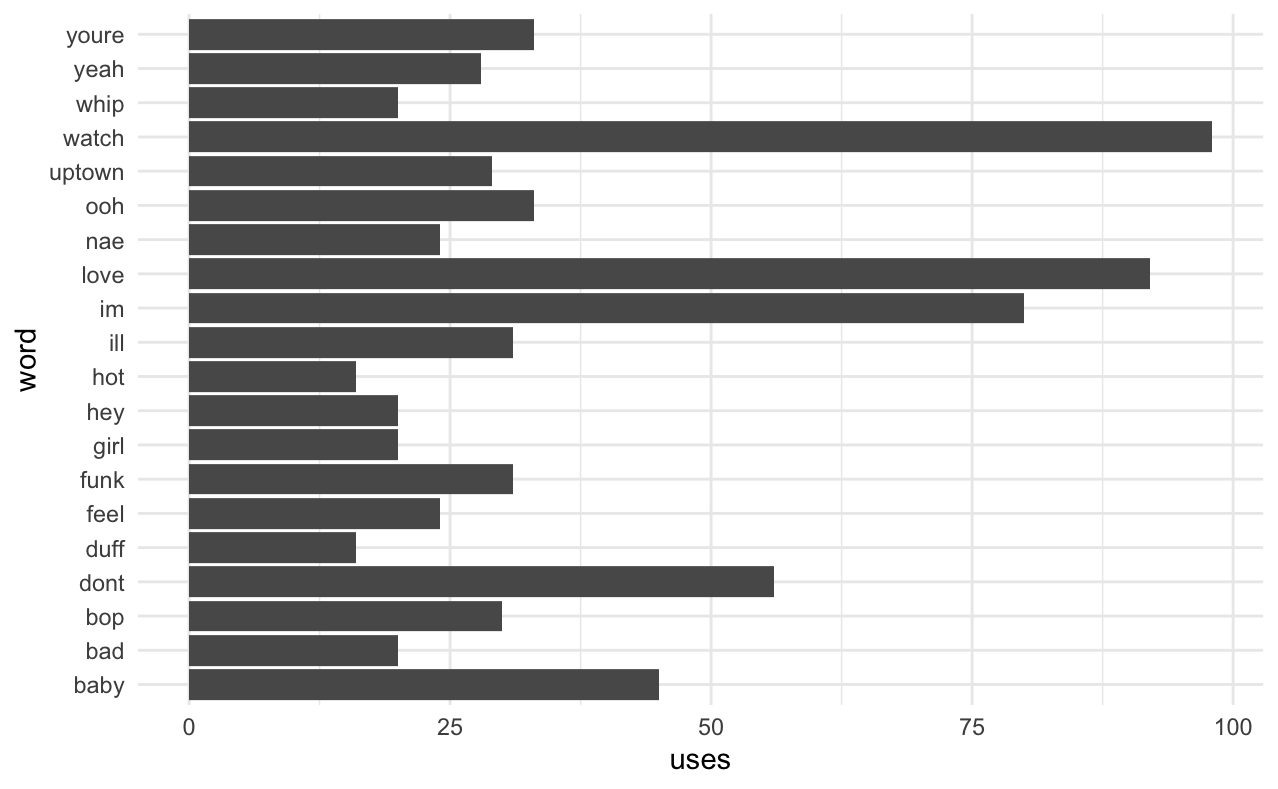 youre
yeah
whip
watch
uptown
ooh
nae
love
im
ill
hot
hey
girl
funk
feel
duff
dont
bop
bad
baby
word
0 25 50 75 100
uses